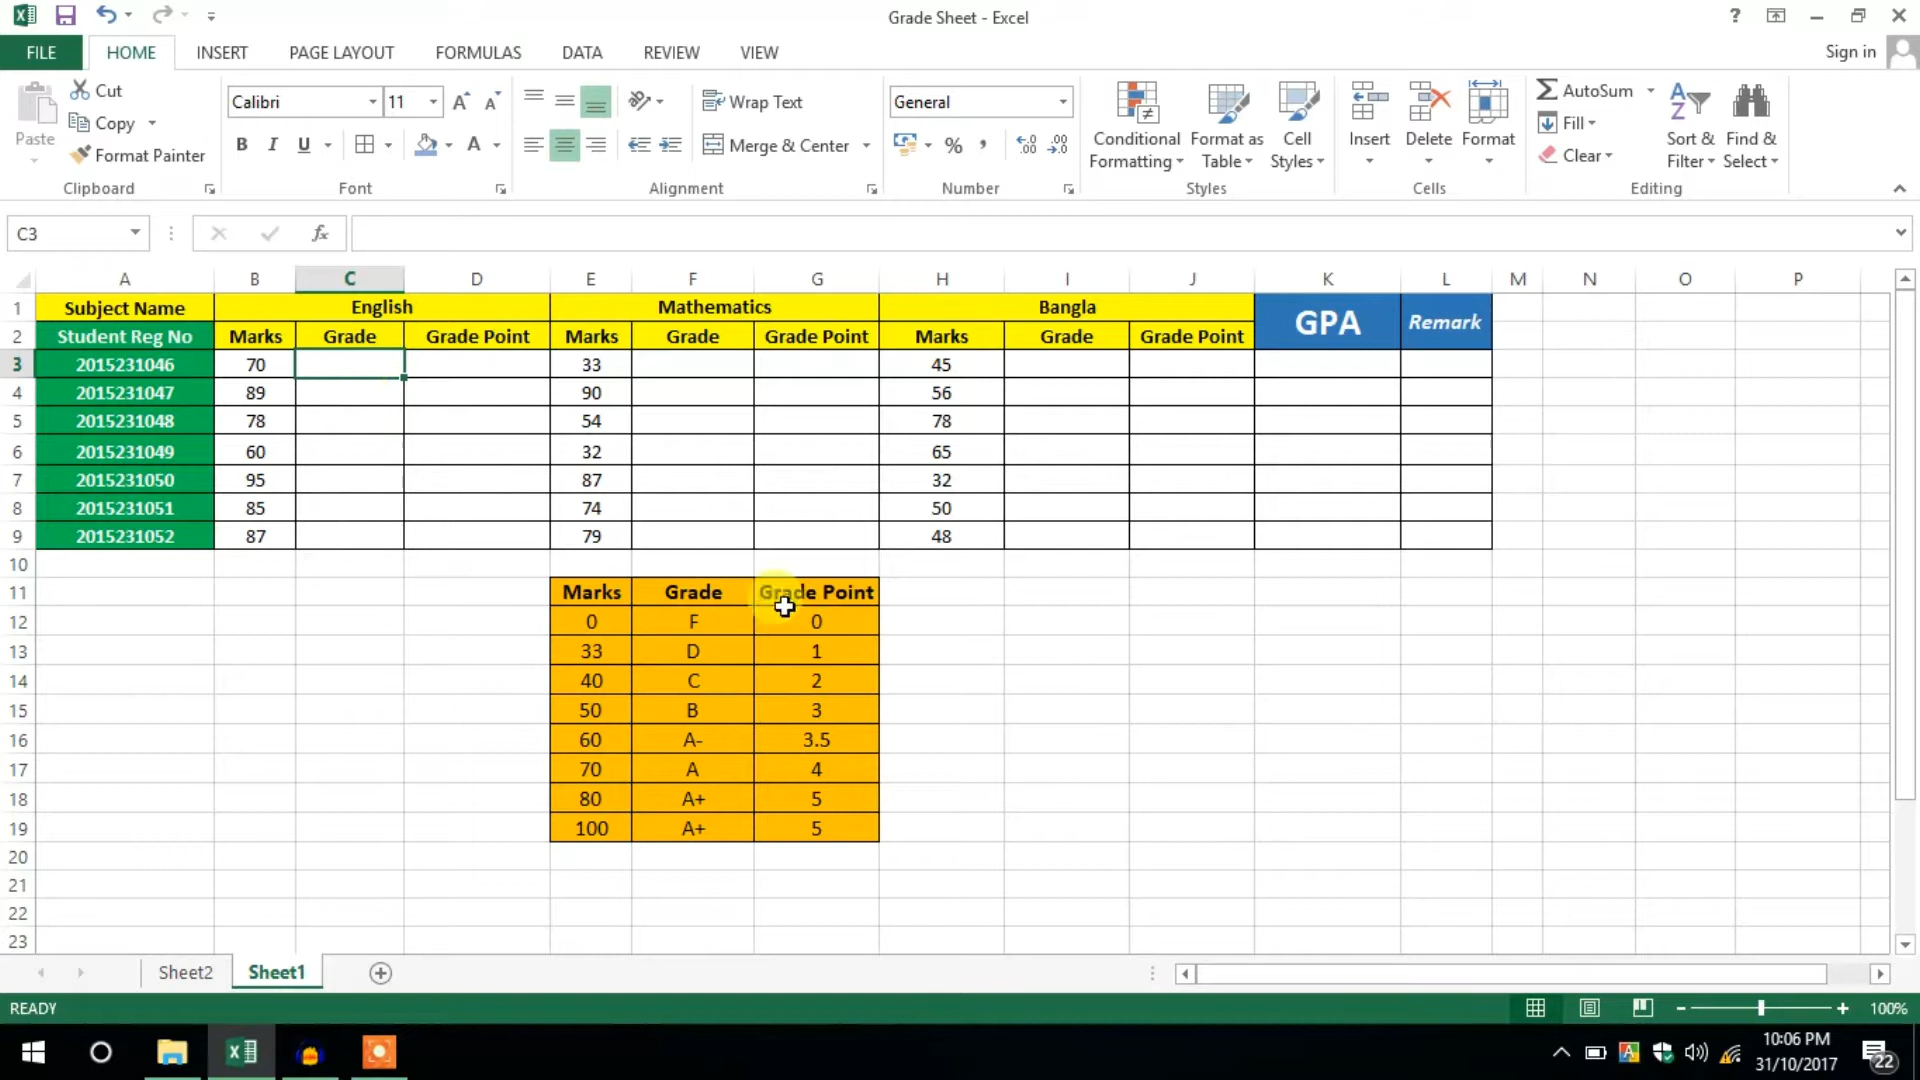 Grade Sheet - Excel
?
FILE HOME INSERT PAGE LAYOUT FORMULAS DATA REVIEW VIEW Sign in
Paste Cut Copy Format Painter
Clipboard
Calibri 11
B I U A
Font
Wrap Text
Merge & Center
Alignment
General
% ,
Number
Conditional Formatting Format as Table Cell Styles
Styles
Insert Delete Format
Cells
AutoSum Fill Clear
Sort & Filter Find & Select
Editing
C3 fx
A B C D E F G H I J K L M N O P
1 Subject Name English Mathematics Bangla GPA Remark
2 Student Reg No Marks Grade Grade Point Marks Grade Grade Point Marks Grade Grade Point
3 2015231046 70 33 45
4 2015231047 89 90 56
5 2015231048 78 54 78
6 2015231049 60 32 65
7 2015231050 95 87 32
8 2015231051 85 74 50
9 2015231052 87 79 48
10
11 Marks Grade Grade Point
12 0 F 0
13 33 D 1
14 40 C 2
15 50 B 3
16 60 A- 3.5
17 70 A 4
18 80 A+ 5
19 100 A+ 5
20
21
22
23
Sheet2 Sheet1
READY 100%
10:06 PM
31/10/2017
22